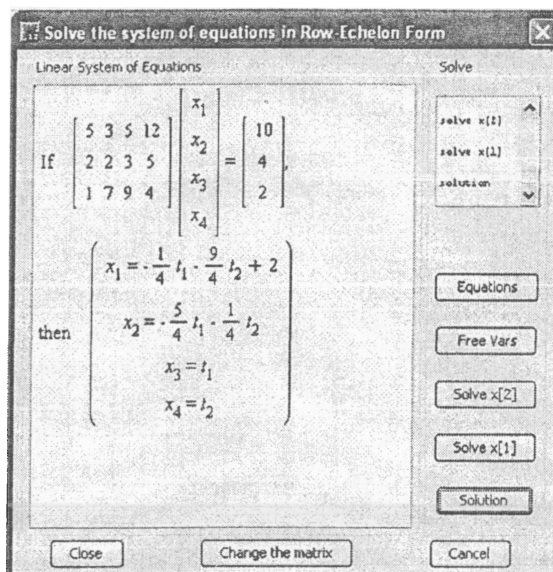 Solve the system of equations in Row-Echelon Form
Linear System of Equations
Solve
If [5 3 5 12; 2 2 3 5; 1 7 9 4] [x1; x2; x3; x4] = [10; 4; 2],
then
x1 = -1/4 t1 - 9/4 t2 + 2
x2 = -5/4 t1 - 1/4 t2
x3 = t1
x4 = t2
solve x[2]
solve x[1]
solution
Equations
Free Vars
Solve x[2]
Solve x[1]
Solution
Close
Change the matrix
Cancel